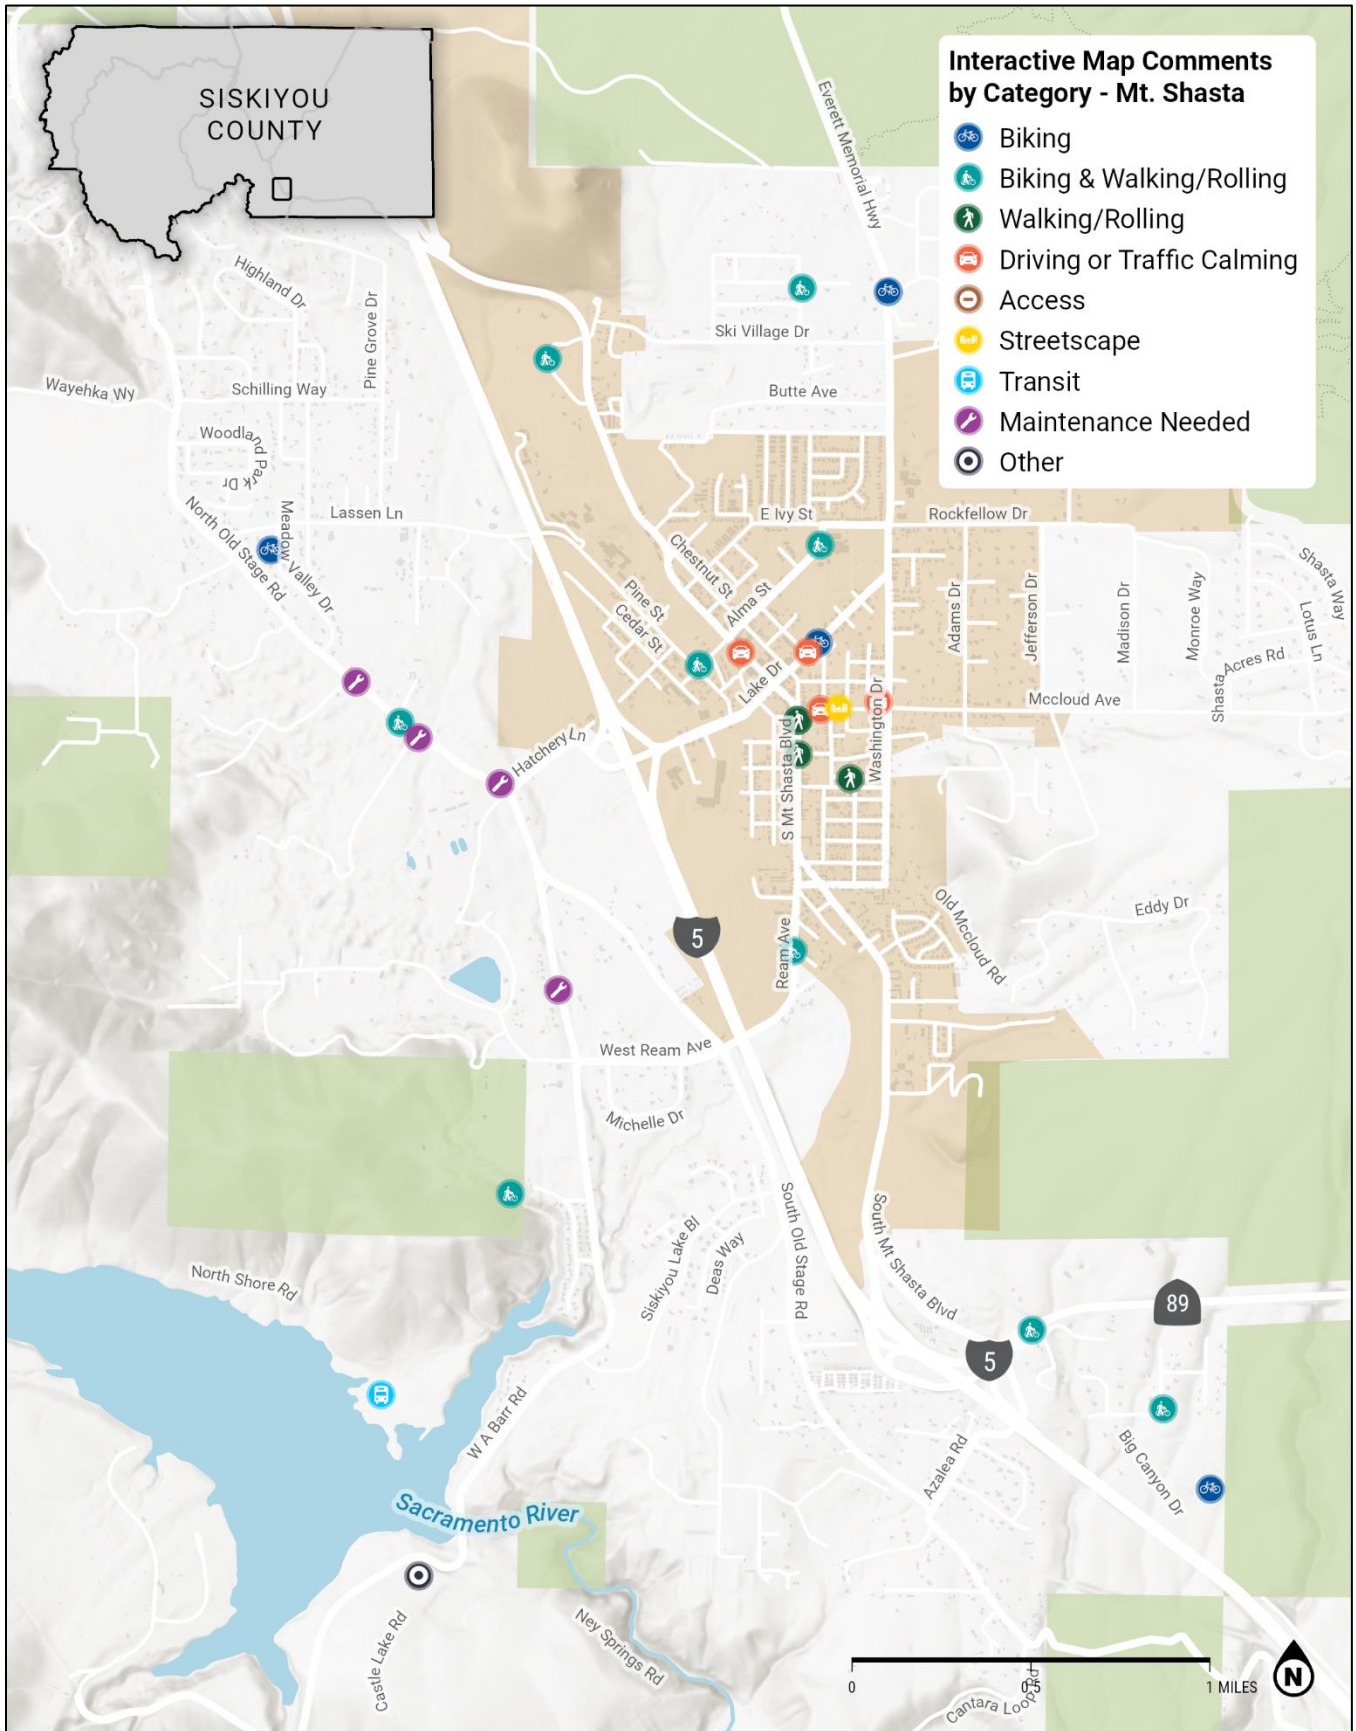 SISKIYOU
COUNTY
Interactive Map Comments
by Category - Mt. Shasta
Biking
Biking & Walking/Rolling
Walking/Rolling
Driving or Traffic Calming
Access
Streetscape
Transit
Maintenance Needed
Other
Everett Memorial Hwy
Highland Dr
Pine Grove Dr
Ski Village Dr
Wayehka Wy
Schilling Way
Butte Ave
Woodland Park Dr
Meadow Valley Dr
Lassen Ln
North Old Stage Rd
E Ivy St
Rockfellow Dr
Chestnut St
Alma St
Pine St
Cedar St
Lake Dr
Adams Dr
Jefferson Dr
Madison Dr
Monroe Way
Shasta Way
Lotus Ln
Shasta Acres Rd
Mccloud Ave
Washington Dr
S Mt Shasta Blvd
Hatchery Ln
Old Mccloud Rd
Eddy Dr
5
Ream Ave
West Ream Ave
Michelle Dr
South Old Stage Rd
South Mt Shasta Blvd
Siskiyou Lake Bl
Deas Way
North Shore Rd
89
5
W A Barr Rd
Azalea Rd
Big Canyon Dr
Sacramento River
Castle Lake Rd
Ney Springs Rd
Cantara Loop Rd
0 0.5 1 MILES
N